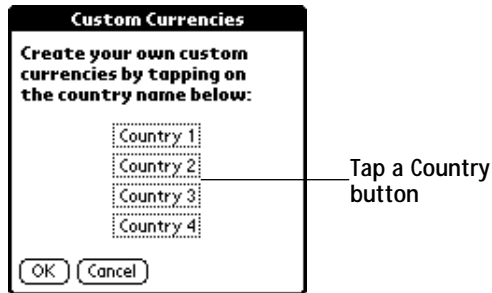 Custom Currencies
Create your own custom
currencies by tapping on
the country name below:
Country 1
Country 2
Country 3
Country 4
Tap a Country
button
OK Cancel